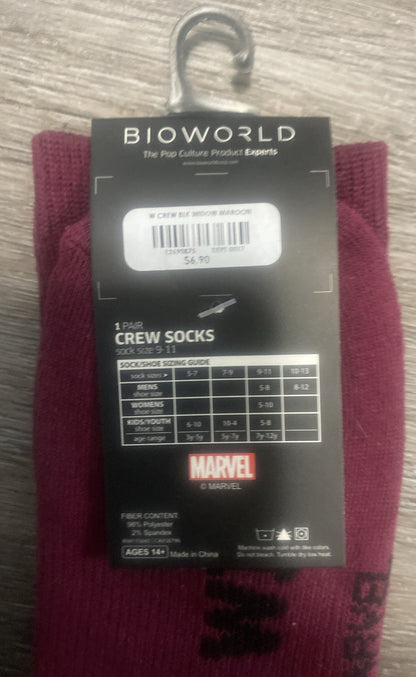 BIOWORLD
The Pop Culture Product Experts
W CREW BLK WIDOW MAROON
$6.90
1 PAIR
CREW SOCKS
sock size 9-11
SOCK/SHOE SIZING GUIDE
sock sizes > 5-7 7-9 9-11 10-13
MENS shoe size 5-8 8-12
WOMENS shoe size 5-10
KIDS/YOUTH shoe size 6-10 10-4 5-8
age range 3y-5y 5y-7y 7y-12y
MARVEL
© MARVEL
FIBER CONTENT:
98% Polyester
2% Spandex
AGES 14+ Made in China
Machine wash cold with like colors.
Do not bleach. Tumble dry low heat.